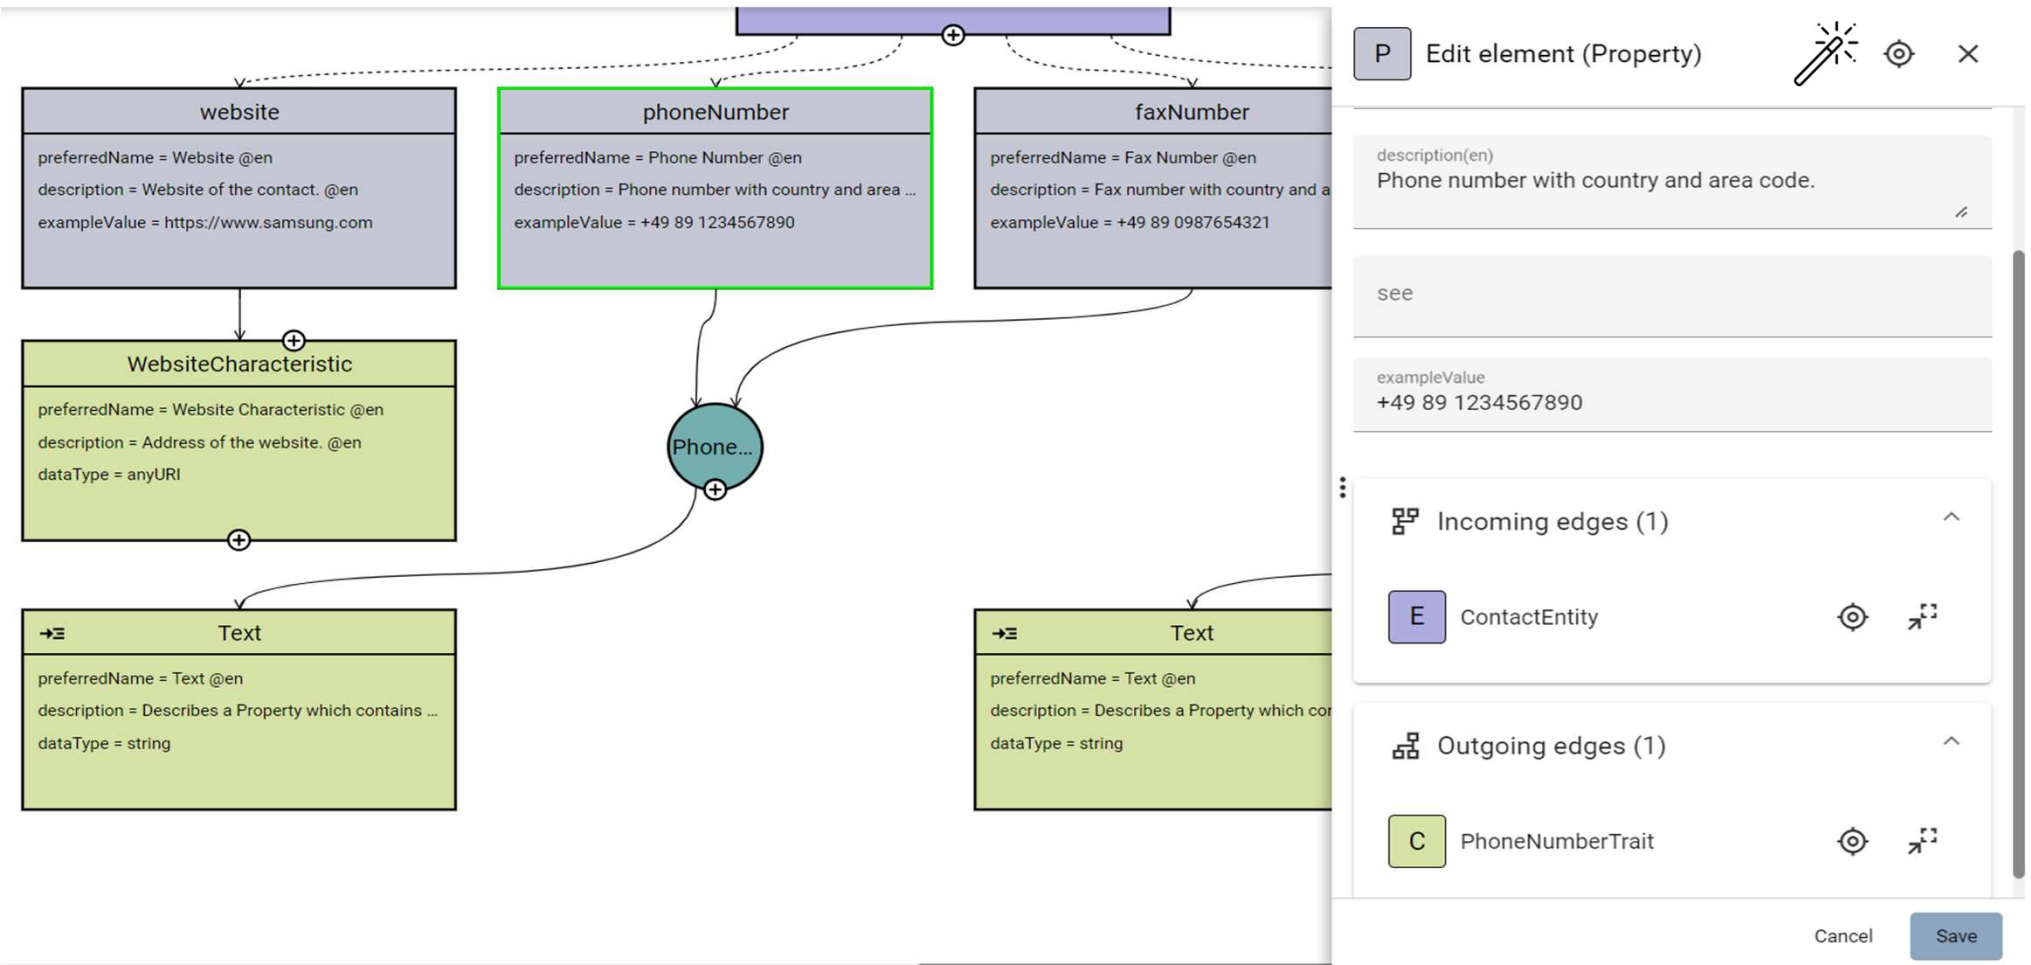 website
preferredName = Website @en
description = Website of the contact. @en
exampleValue = https://www.samsung.com
phoneNumber
preferredName = Phone Number @en
description = Phone number with country and area ...
exampleValue = +49 89 1234567890
faxNumber
preferredName = Fax Number @en
description = Fax number with country and a
exampleValue = +49 89 0987654321
WebsiteCharacteristic
preferredName = Website Characteristic @en
description = Address of the website. @en
dataType = anyURI
Phone...
Text
preferredName = Text @en
description = Describes a Property which contains ...
dataType = string
Text
preferredName = Text @en
description = Describes a Property which cor
dataType = string
P Edit element (Property)
description(en)
Phone number with country and area code.
see
exampleValue
+49 89 1234567890
Incoming edges (1)
E ContactEntity
Outgoing edges (1)
C PhoneNumberTrait
Cancel Save